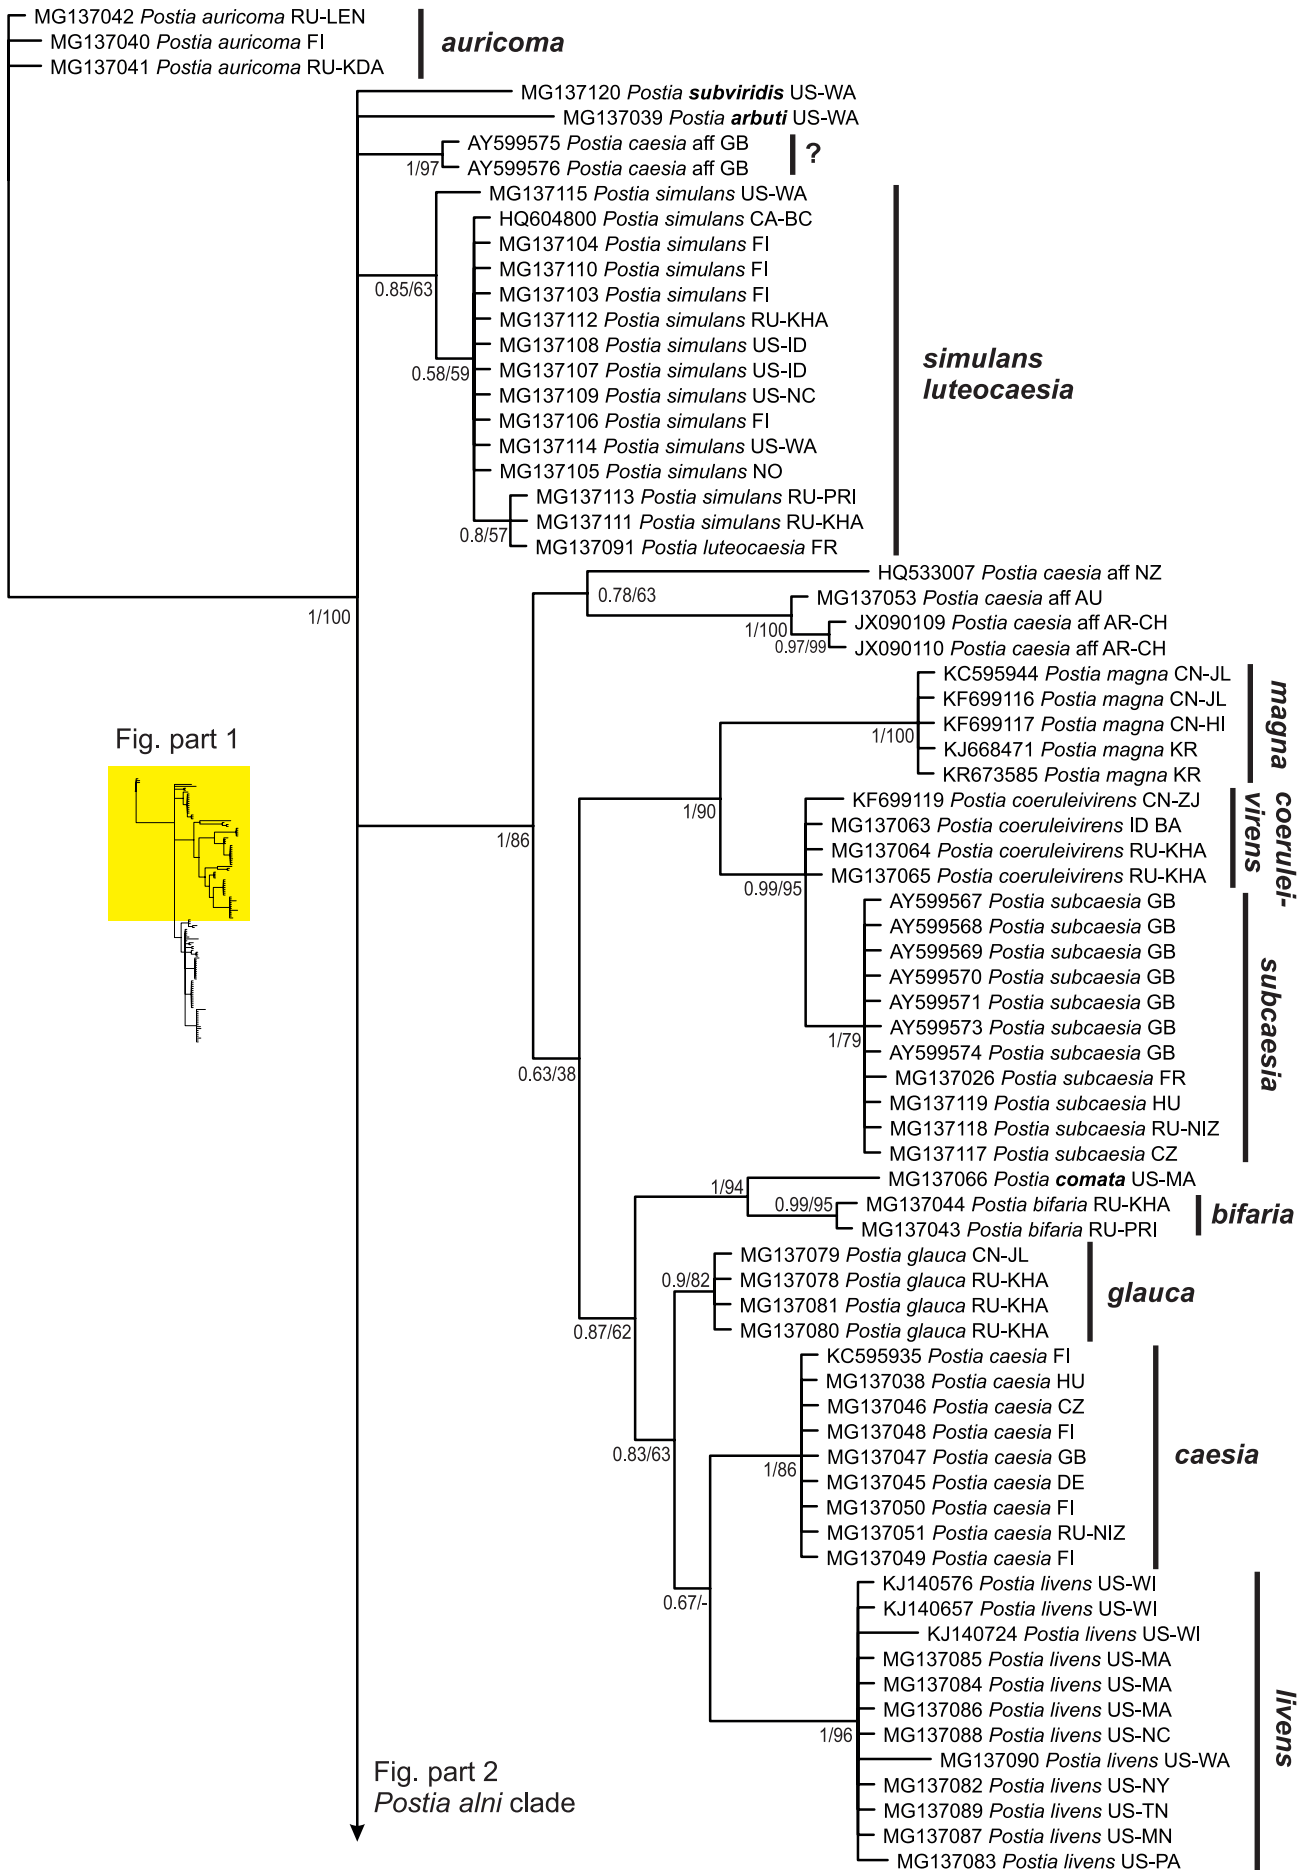 MG137042 Postia auricoma RU-LEN
MG137040 Postia auricoma FI
MG137041 Postia auricoma RU-KDA
auricoma
MG137120 Postia subviridis US-WA
MG137039 Postia arbuti US-WA
AY599575 Postia caesia aff GB
AY599576 Postia caesia aff GB
1/97
?
MG137115 Postia simulans US-WA
HQ604800 Postia simulans CA-BC
MG137104 Postia simulans FI
MG137110 Postia simulans FI
0.85/63
MG137103 Postia simulans FI
MG137112 Postia simulans RU-KHA
MG137108 Postia simulans US-ID
MG137107 Postia simulans US-ID
0.58/59
MG137109 Postia simulans US-NC
MG137106 Postia simulans FI
MG137114 Postia simulans US-WA
MG137105 Postia simulans NO
MG137113 Postia simulans RU-PRI
MG137111 Postia simulans RU-KHA
0.8/57
MG137091 Postia luteocaesia FR
simulans
luteocaesia
HQ533007 Postia caesia aff NZ
0.78/63
MG137053 Postia caesia aff AU
1/100
JX090109 Postia caesia aff AR-CH
1/100
0.97/99
JX090110 Postia caesia aff AR-CH
KC595944 Postia magna CN-JL
KF699116 Postia magna CN-JL
KF699117 Postia magna CN-HI
1/100
KJ668471 Postia magna KR
KR673585 Postia magna KR
magna
Fig. part 1
1/90
KF699119 Postia coeruleivirens CN-ZJ
MG137063 Postia coeruleivirens ID BA
1/86
MG137064 Postia coeruleivirens RU-KHA
MG137065 Postia coeruleivirens RU-KHA
0.99/95
coerulei-
virens
AY599567 Postia subcaesia GB
AY599568 Postia subcaesia GB
AY599569 Postia subcaesia GB
AY599570 Postia subcaesia GB
AY599571 Postia subcaesia GB
AY599573 Postia subcaesia GB
1/79
AY599574 Postia subcaesia GB
0.63/38
MG137026 Postia subcaesia FR
MG137119 Postia subcaesia HU
MG137118 Postia subcaesia RU-NIZ
MG137117 Postia subcaesia CZ
subcaesia
MG137066 Postia comata US-MA
1/94
0.99/95
MG137044 Postia bifaria RU-KHA
MG137043 Postia bifaria RU-PRI
bifaria
MG137079 Postia glauca CN-JL
0.9/82
MG137078 Postia glauca RU-KHA
MG137081 Postia glauca RU-KHA
0.87/62
MG137080 Postia glauca RU-KHA
glauca
KC595935 Postia caesia FI
MG137038 Postia caesia HU
MG137046 Postia caesia CZ
MG137048 Postia caesia FI
0.83/63
MG137047 Postia caesia GB
1/86
MG137045 Postia caesia DE
MG137050 Postia caesia FI
MG137051 Postia caesia RU-NIZ
MG137049 Postia caesia FI
caesia
KJ140576 Postia livens US-WI
0.67/-
KJ140657 Postia livens US-WI
KJ140724 Postia livens US-WI
MG137085 Postia livens US-MA
MG137084 Postia livens US-MA
MG137086 Postia livens US-MA
MG137088 Postia livens US-NC
1/96
MG137090 Postia livens US-WA
MG137082 Postia livens US-NY
MG137089 Postia livens US-TN
MG137087 Postia livens US-MN
MG137083 Postia livens US-PA
livens
Fig. part 2
Postia alni clade